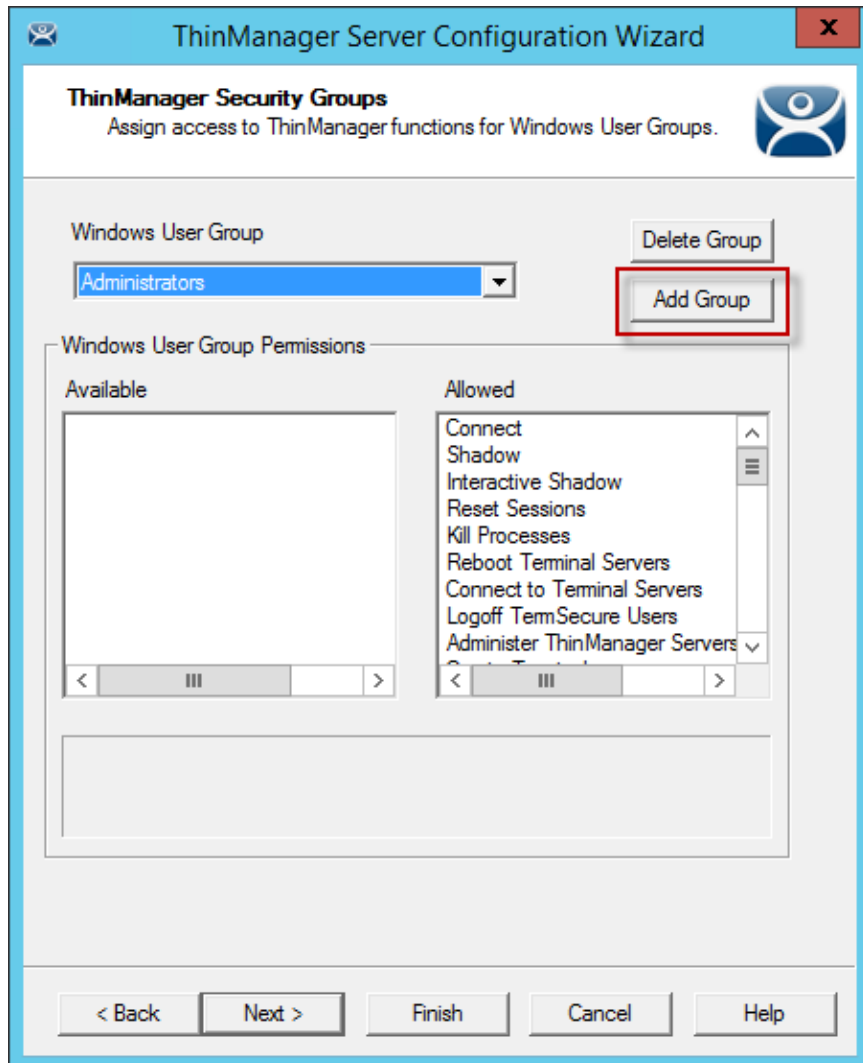 ThinManager Server Configuration Wizard
x
ThinManager Security Groups
Assign access to ThinManager functions for Windows User Groups.
Windows User Group
Delete Group
Administrators
Add Group
Windows User Group Permissions
Available
Allowed
Connect
Shadow
Interactive Shadow
Reset Sessions
Kill Processes
Reboot Terminal Servers
Connect to Terminal Servers
Logoff TermSecure Users
Administer ThinManager Servers
< Back
Next >
Finish
Cancel
Help